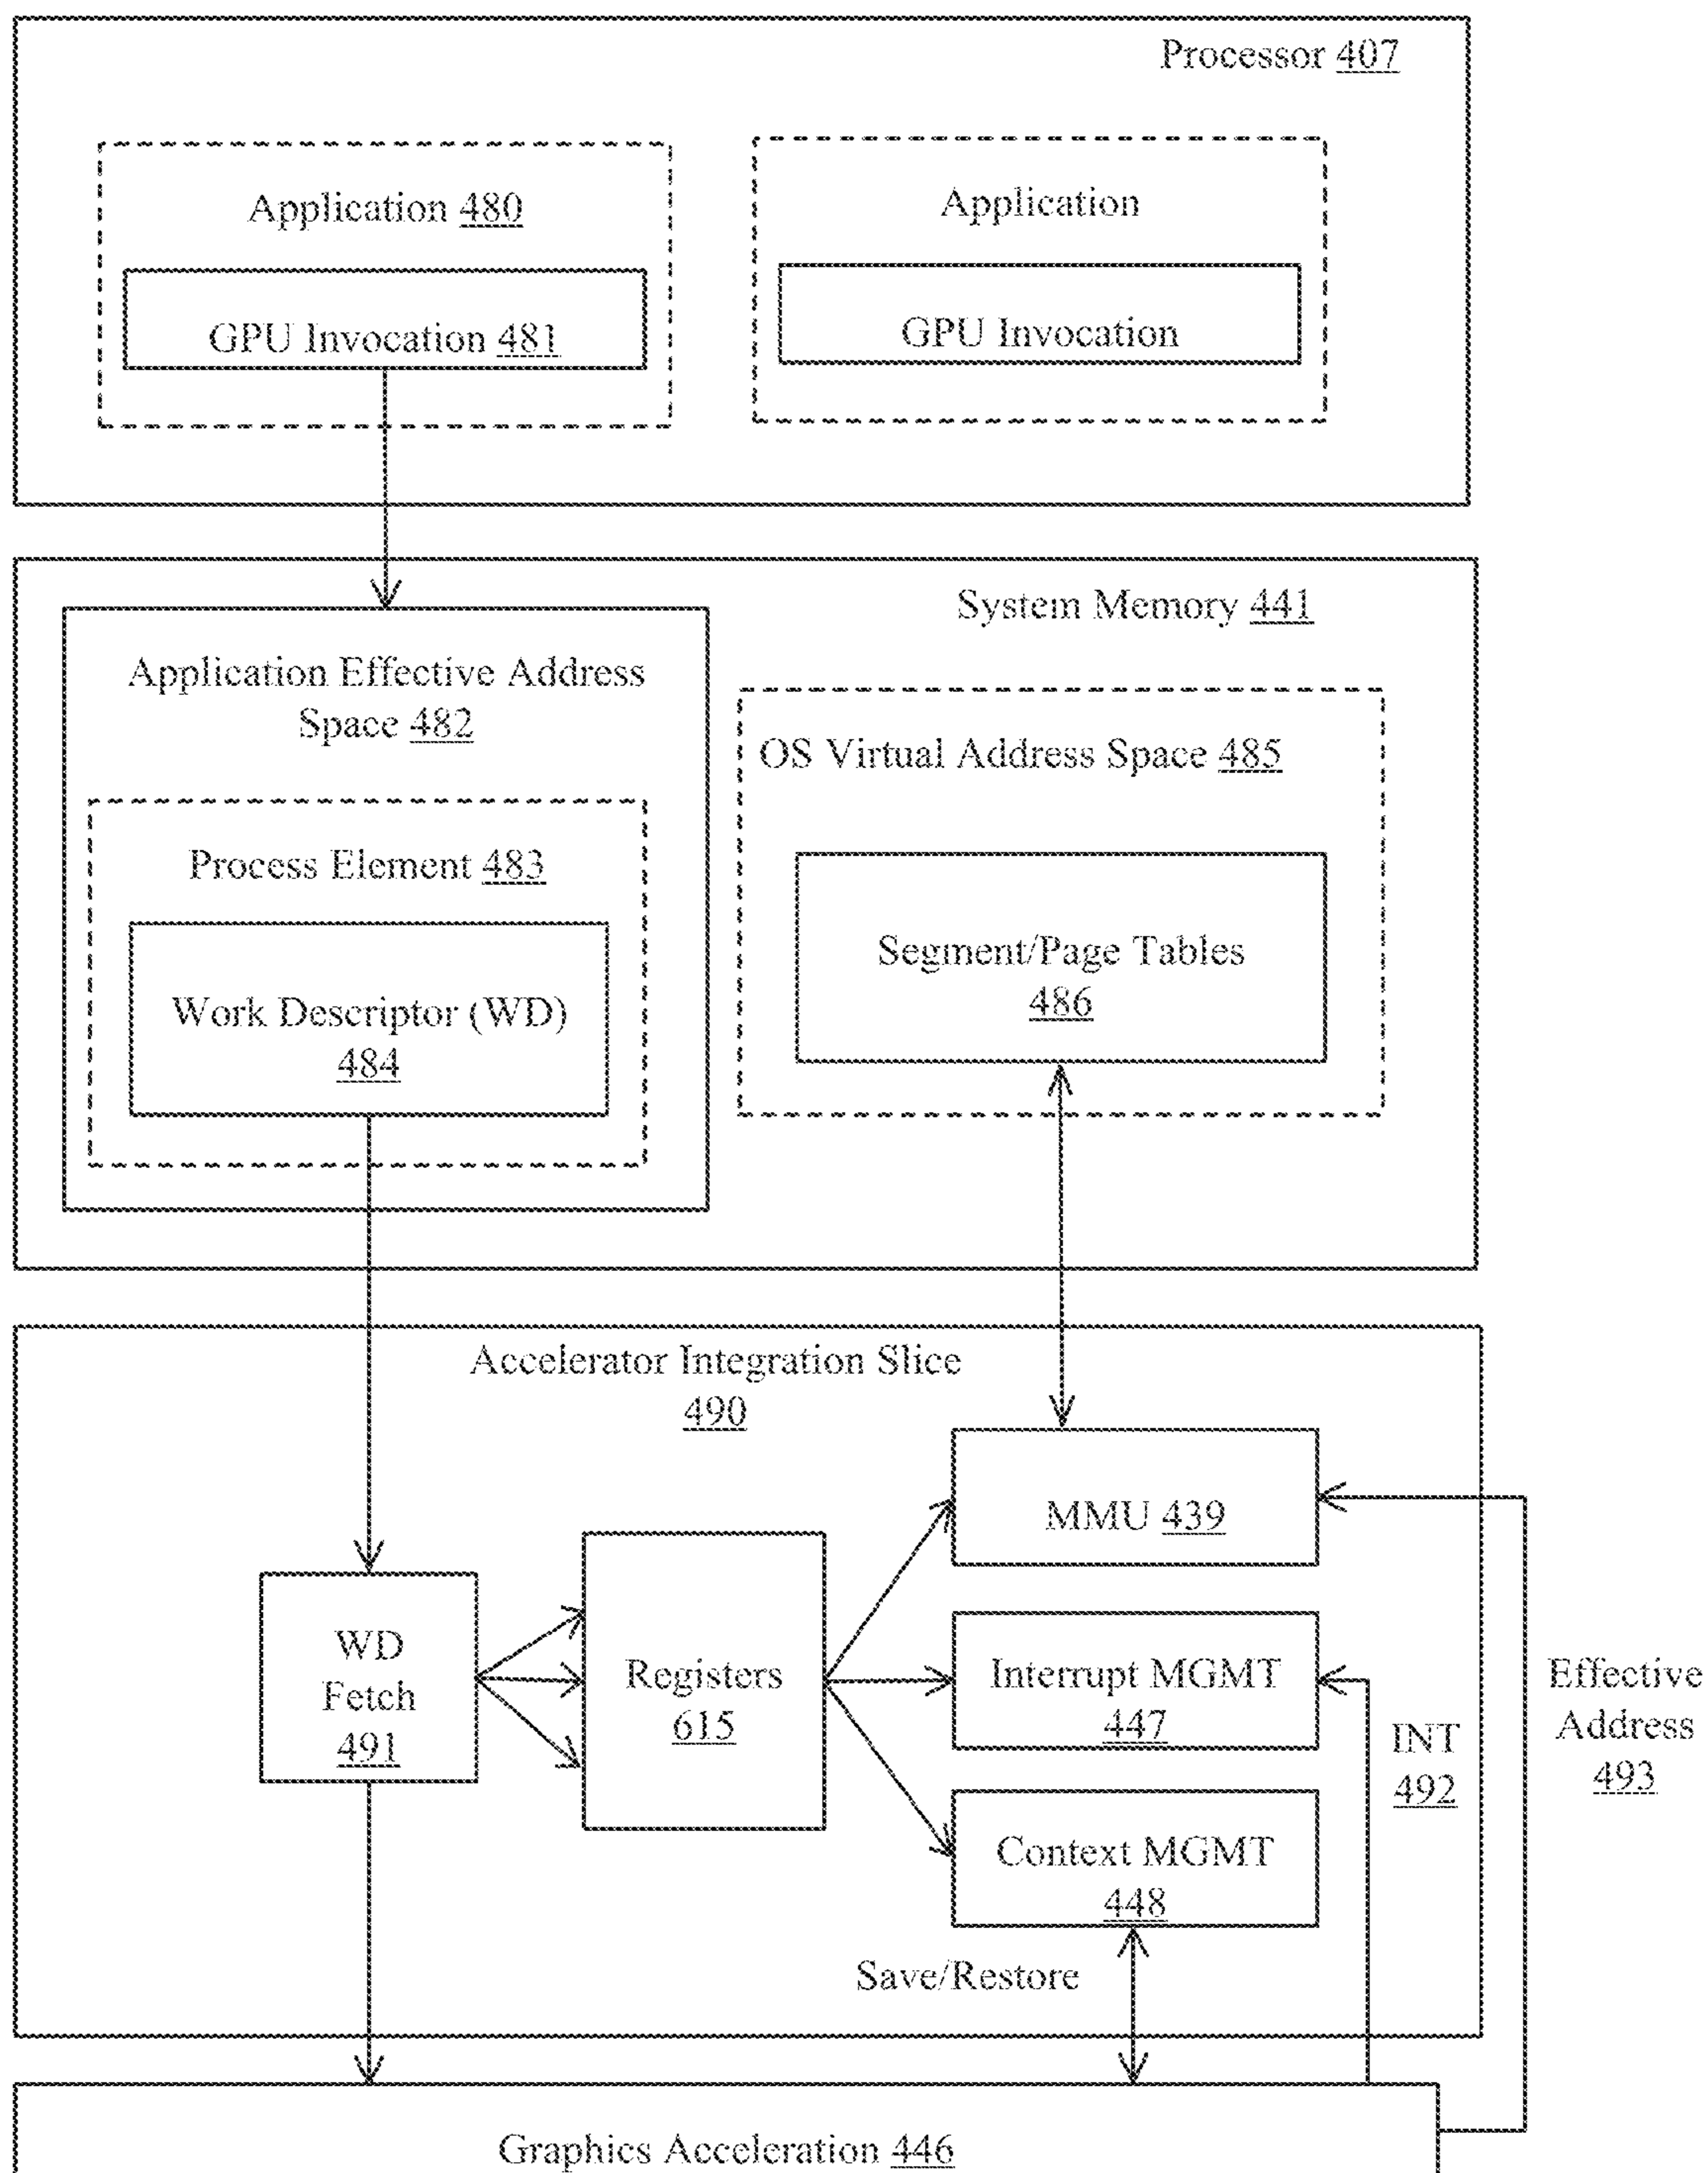 Processor 407
Application 480
Application
GPU Invocation 481
GPU Invocation
System Memory 441
Application Effective Address
Space 482
OS Virtual Address Space 485
Process Element 483
Segment/Page Tables
486
Work Descriptor (WD)
484
Accelerator Integration Slice
490
MMU 439
WD
Fetch
491
Registers
615
Interrupt MGMT
447
Effective
Address
493
INT
492
Context MGMT
448
Save/Restore
Graphics Acceleration 446